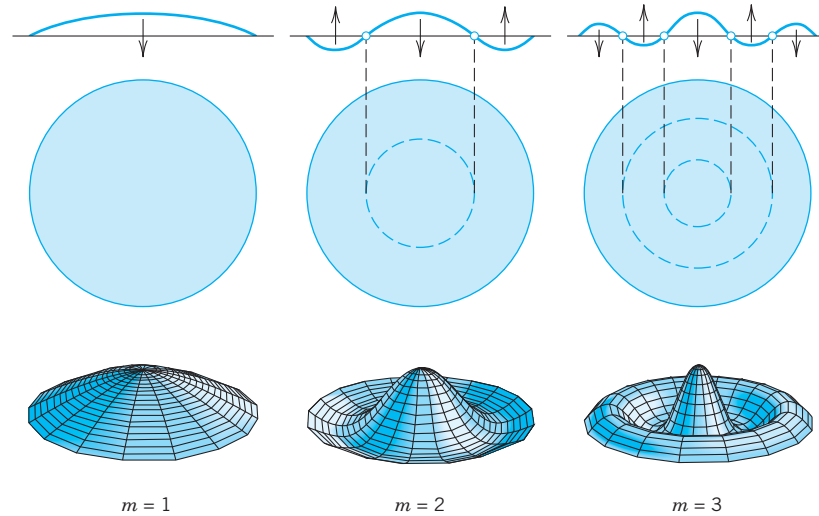 m = 1 m = 2 m = 3